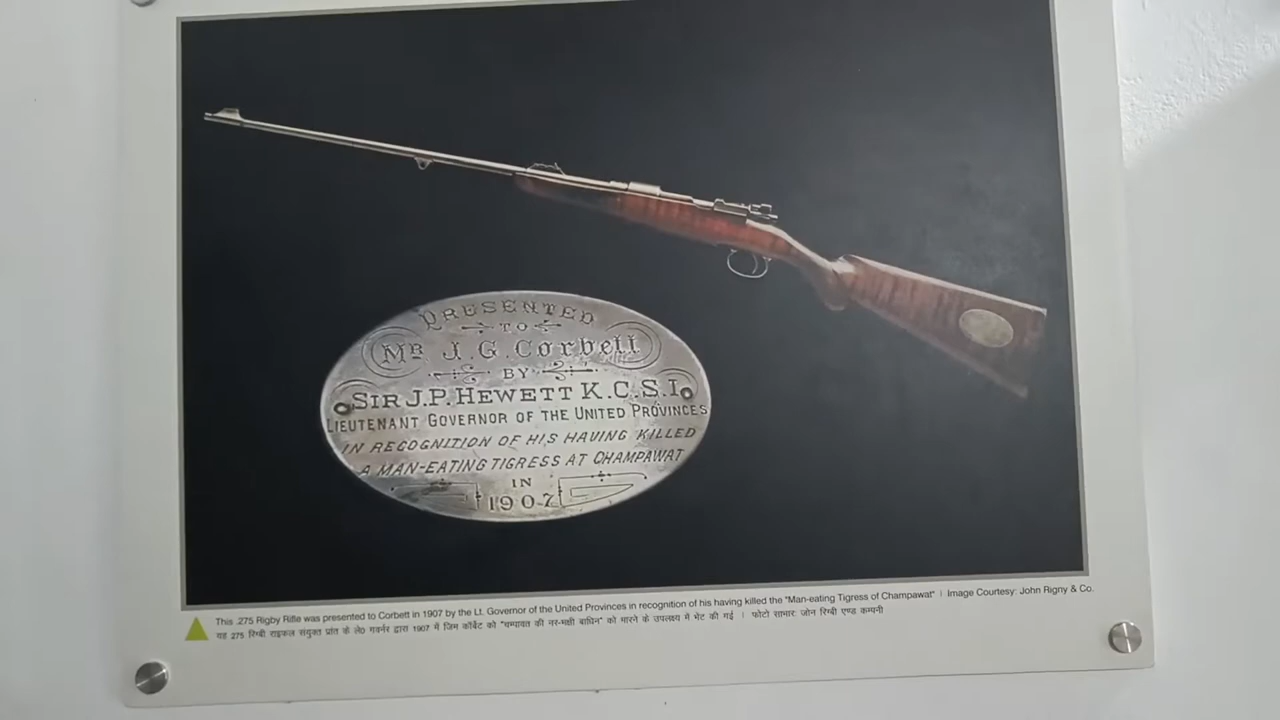 PRESENTED
TO
MR J. G. Corbett
BY
SIR J.P. HEWETT K.C.S.I.
LIEUTENANT GOVERNOR OF THE UNITED PROVINCES
IN RECOGNITION OF HIS HAVING KILLED
A MAN-EATING TIGRESS AT CHAMPAWAT
IN
1907
This .275 Rigby Rifle was presented to Corbett in 1907 by the Lt. Governor of the United Provinces in recognition of his having killed the "Man-eating Tigress of Champawat" | Image Courtesy: John Rigny & Co.
यह 275 रिग्बी राइफल संयुक्त प्रांत के ले0 गवर्नर द्वारा 1907 में जिम कॉर्बेट को "चम्पावत की नर-भक्षी बाघिन" को मारने के उपलक्ष्य में भेंट की गई | फोटो साभार: जोन रिग्बी एण्ड कम्पनी